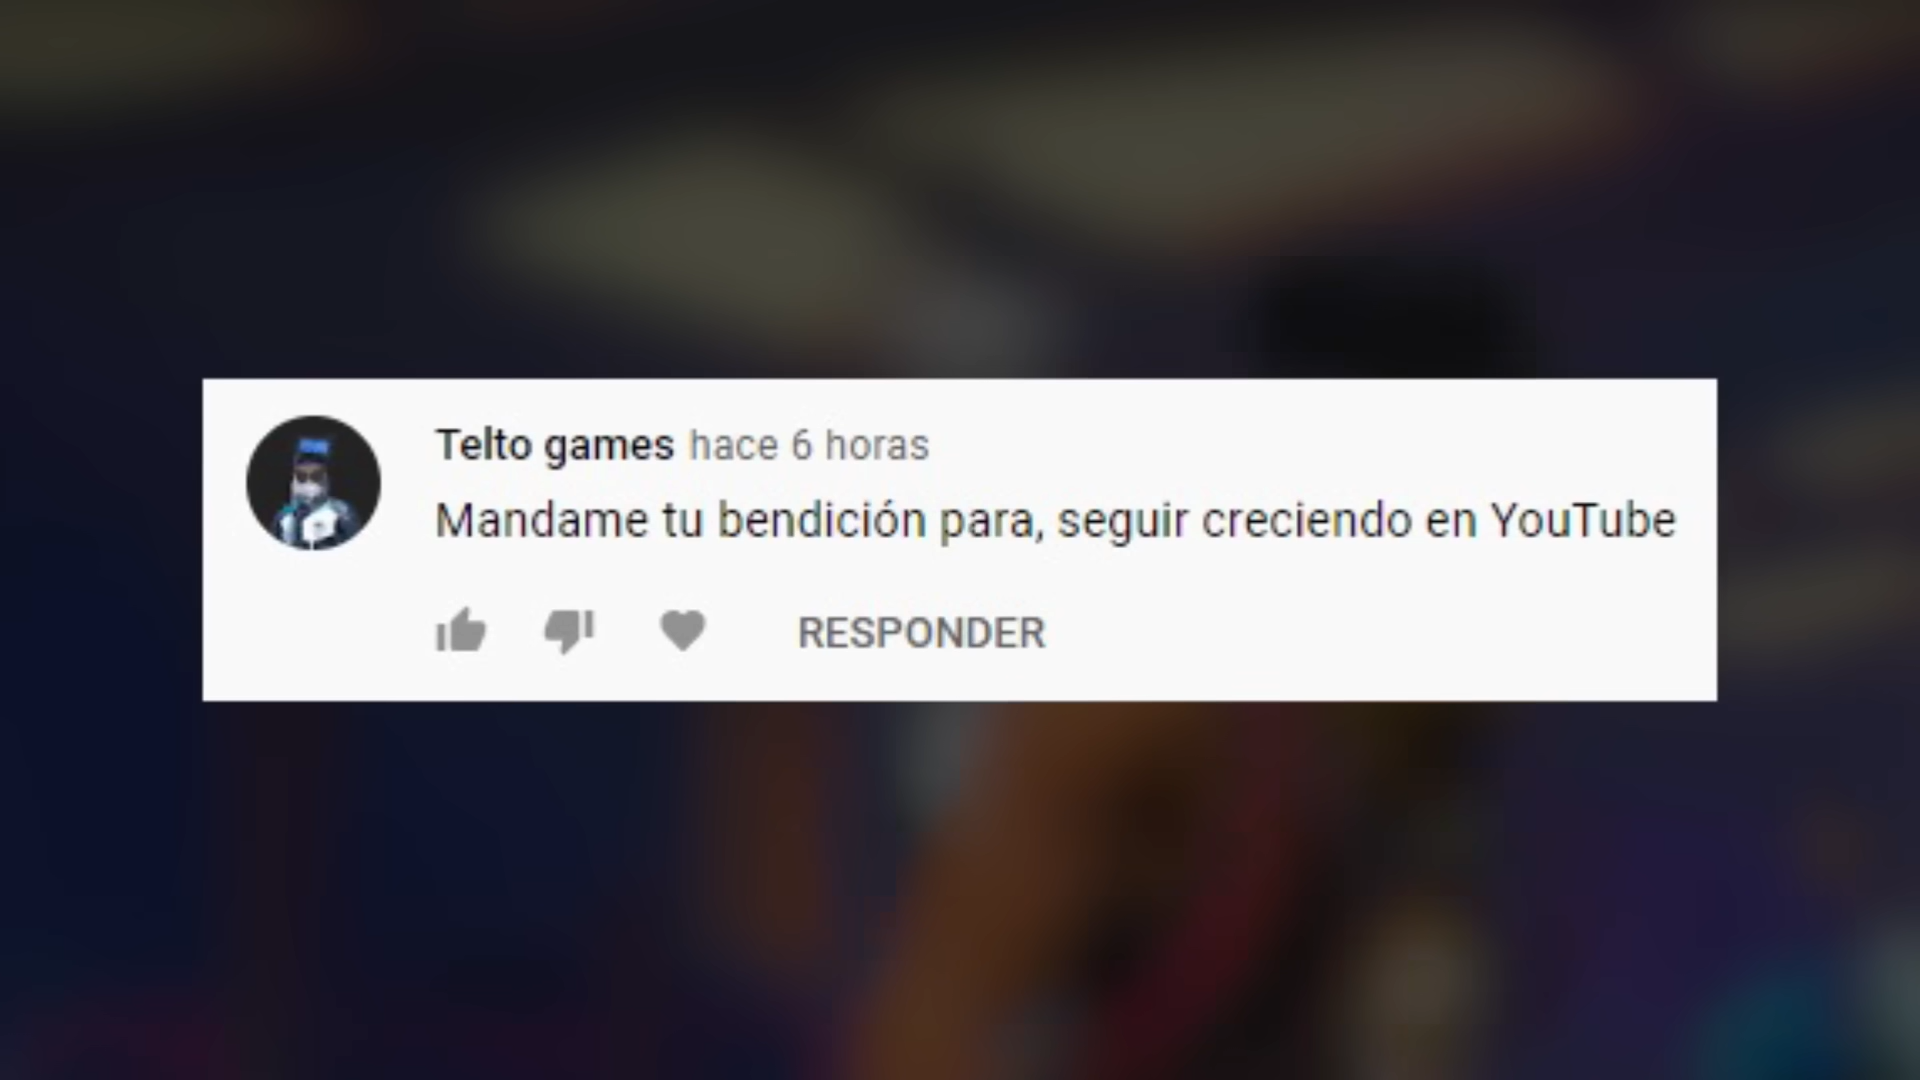 Telto games hace 6 horas
Mandame tu bendición para, seguir creciendo en YouTube
RESPONDER